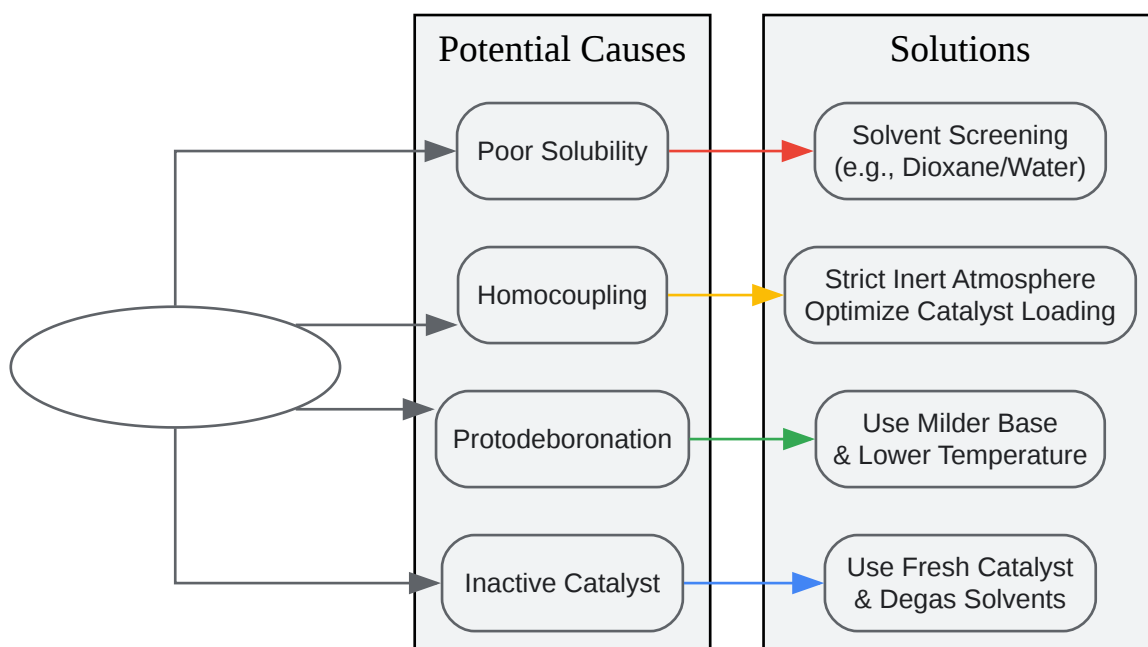 Potential Causes
Solutions
Poor Solubility
Solvent Screening
(e.g., Dioxane/Water)
Homocoupling
Strict Inert Atmosphere
Optimize Catalyst Loading
Protodeboronation
Use Milder Base
& Lower Temperature
Inactive Catalyst
Use Fresh Catalyst
& Degas Solvents